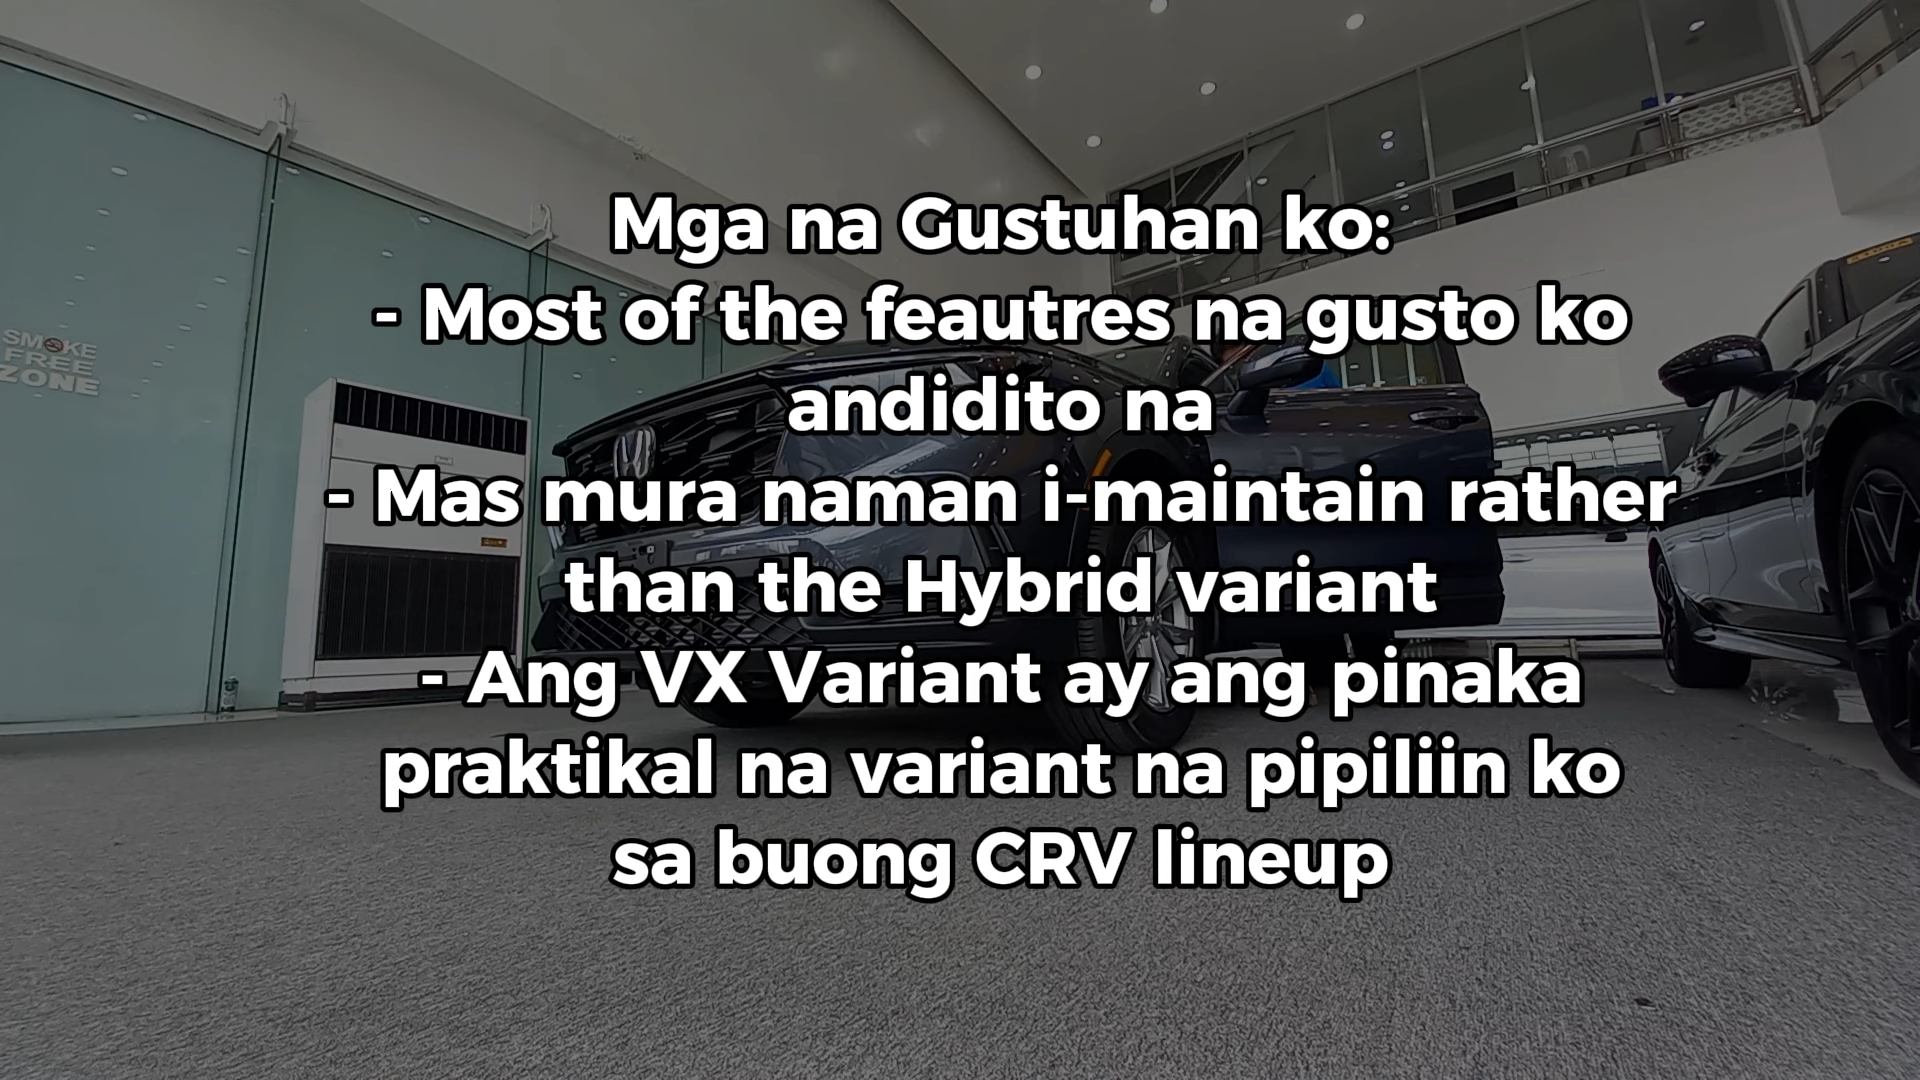 SMOKE
FREE
ZONE
Mga na Gustuhan ko:
- Most of the feautres na gusto ko
andidito na
- Mas mura naman i-maintain rather
than the Hybrid variant
- Ang VX Variant ay ang pinaka
praktikal na variant na pipiliin ko
sa buong CRV lineup